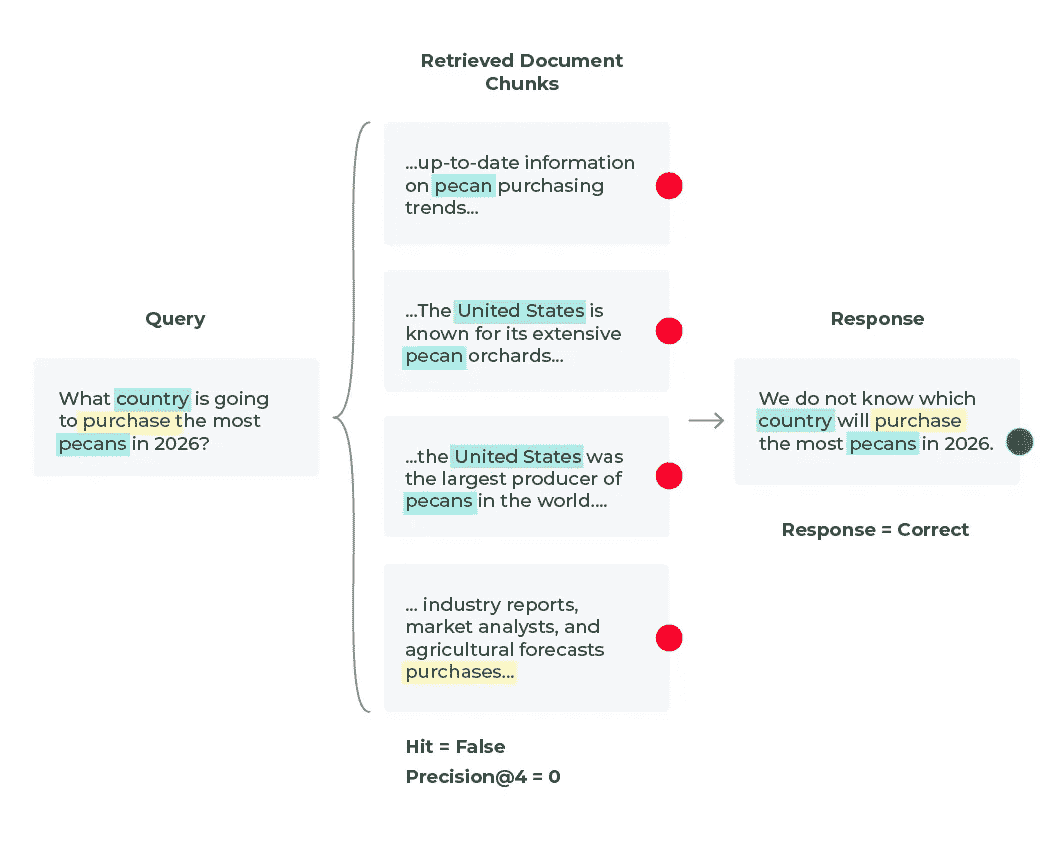 Retrieved Document
Chunks
...up-to-date information
on pecan purchasing
trends...
...The United States is
known for its extensive
pecan orchards...
...the United States was
the largest producer of
pecans in the world....
... industry reports,
market analysts, and
agricultural forecasts
purchases...
Hit = False
Precision@4 = 0
Query
What country is going
to purchase the most
pecans in 2026?
Response
We do not know which
country will purchase
the most pecans in 2026.
Response = Correct